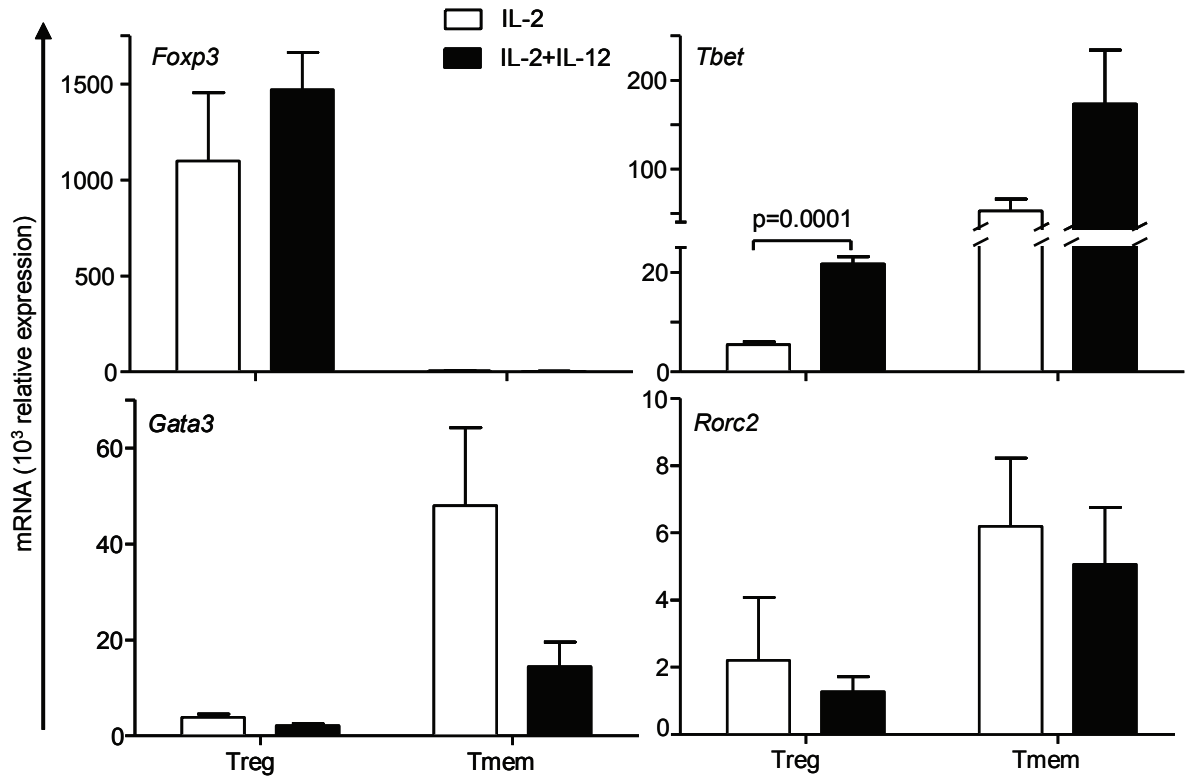 IL-2
IL-2+IL-12
mRNA (10³ relative expression)
Foxp3
1500
1000
500
0
Tbet
200
100
p=0.0001
20
0
Gata3
60
40
20
0
Treg
Tmem
Rorc2
10
8
6
4
2
0
Treg
Tmem